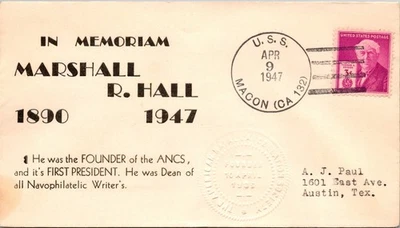 IN MEMORIAM
MARSHALL
R. HALL
1890 1947
He was the FOUNDER of the ANCS,
and it's FIRST PRESIDENT. He was Dean of
all Navophilatelic Writer's.
U. S. S.
APR
9
1947
MACON (CA 132)
UNITED STATES POSTAGE
3¢
A. J. Paul
1601 East Ave.
Austin, Tex.